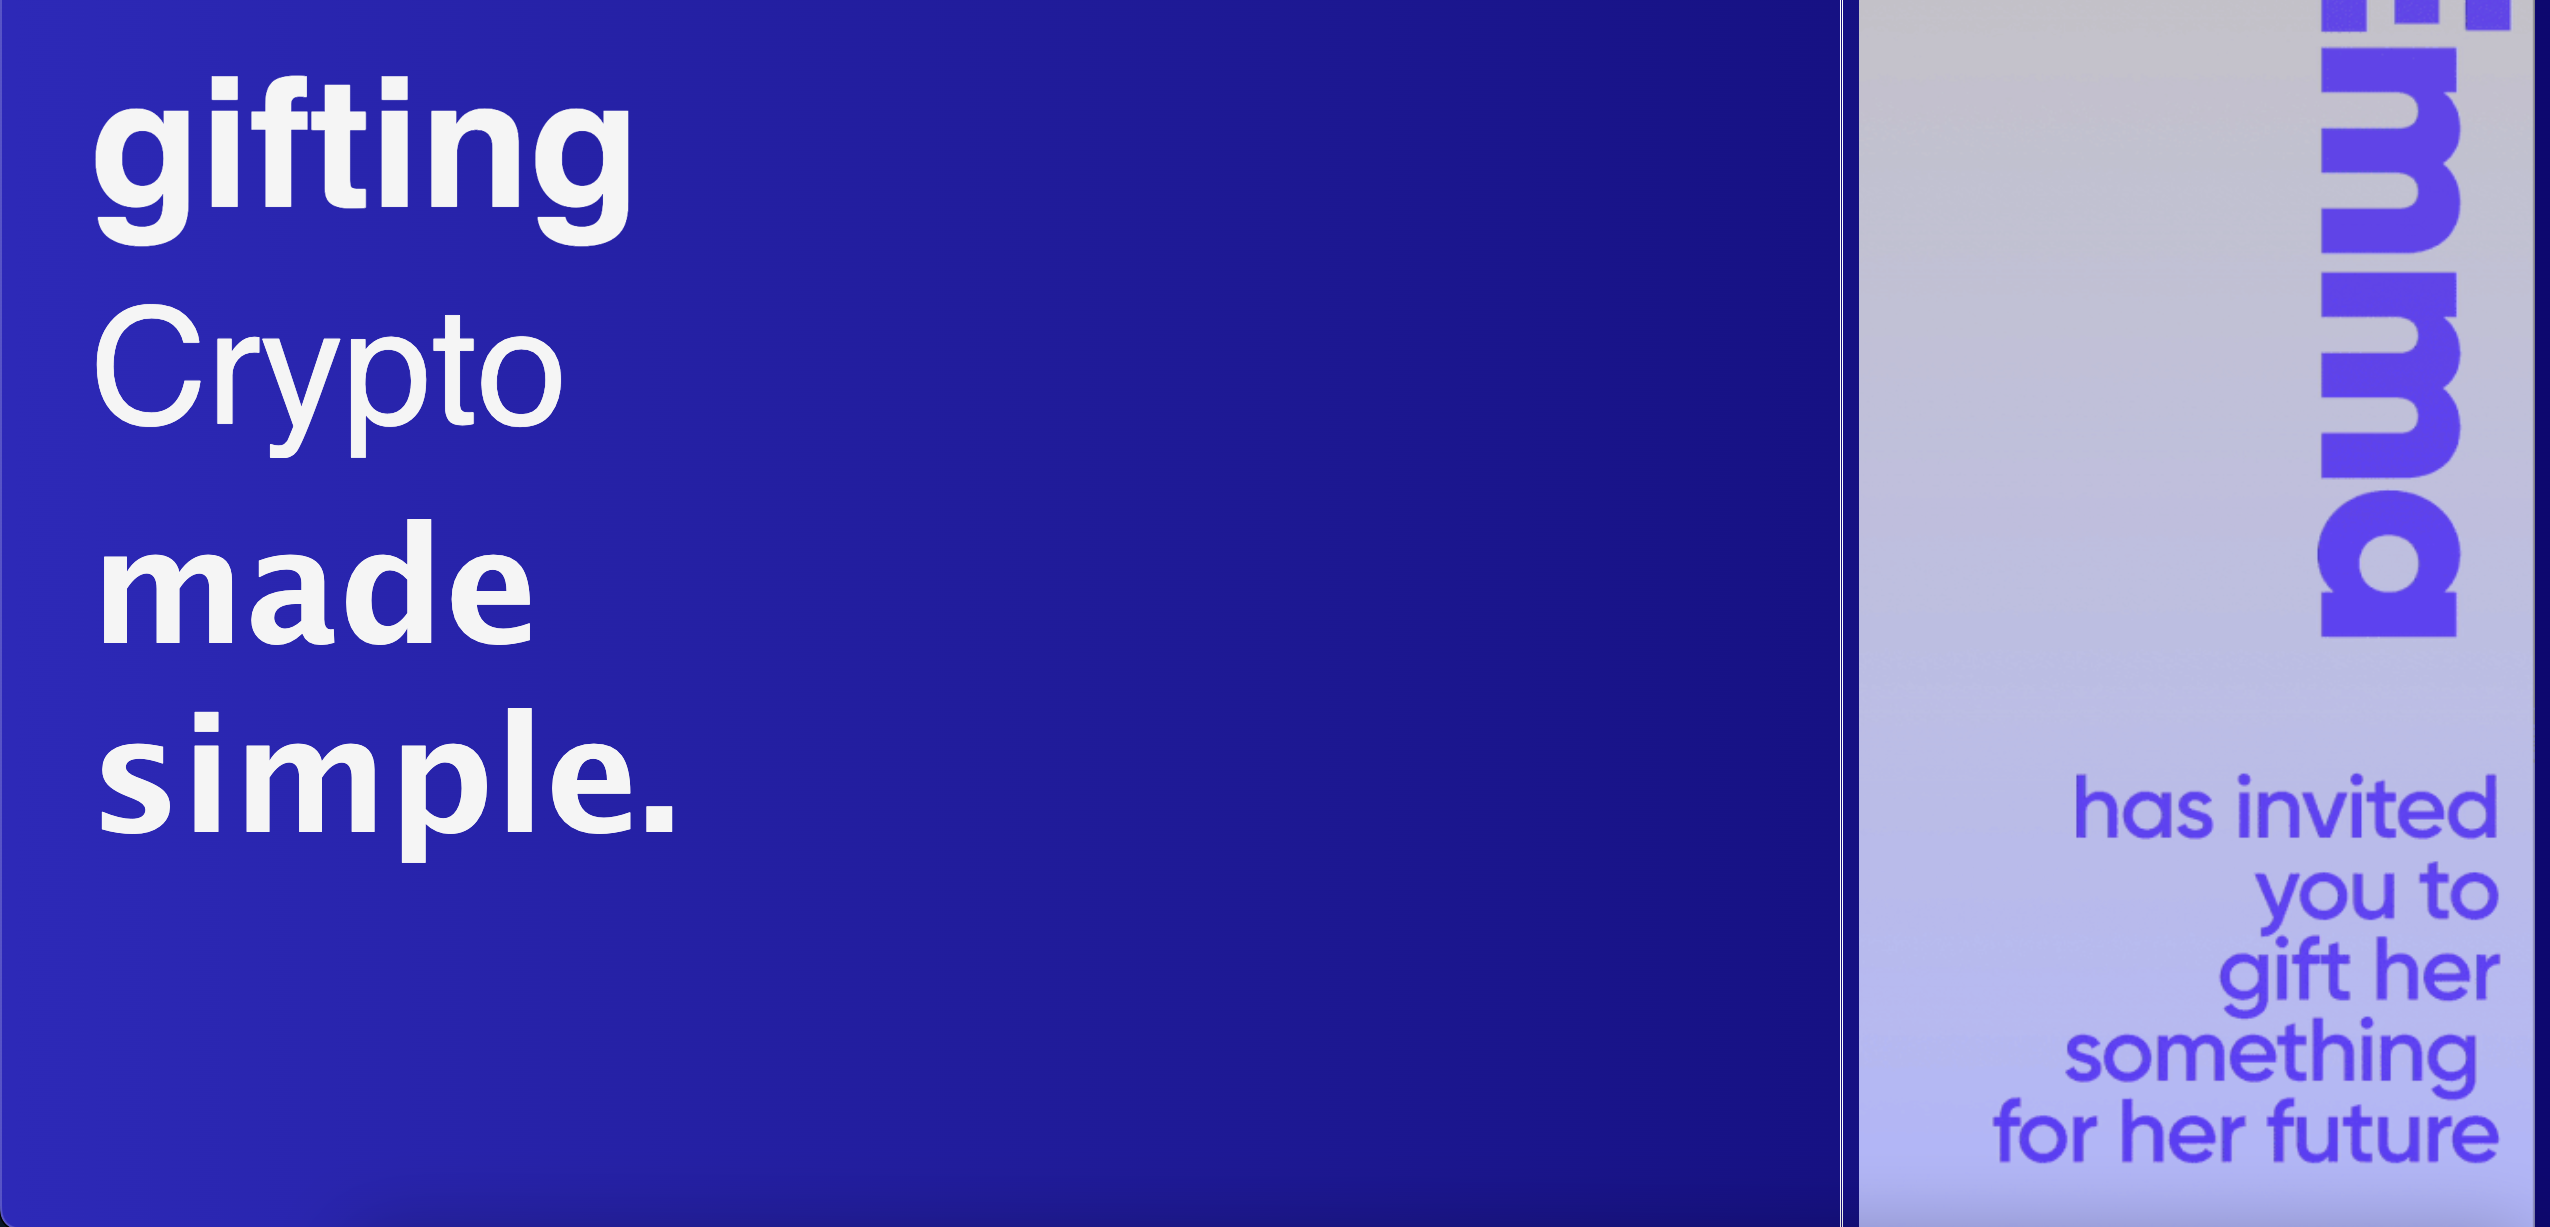 gifting
Crypto
made
simple.
Emma
has invited
you to
gift her
something
for her future